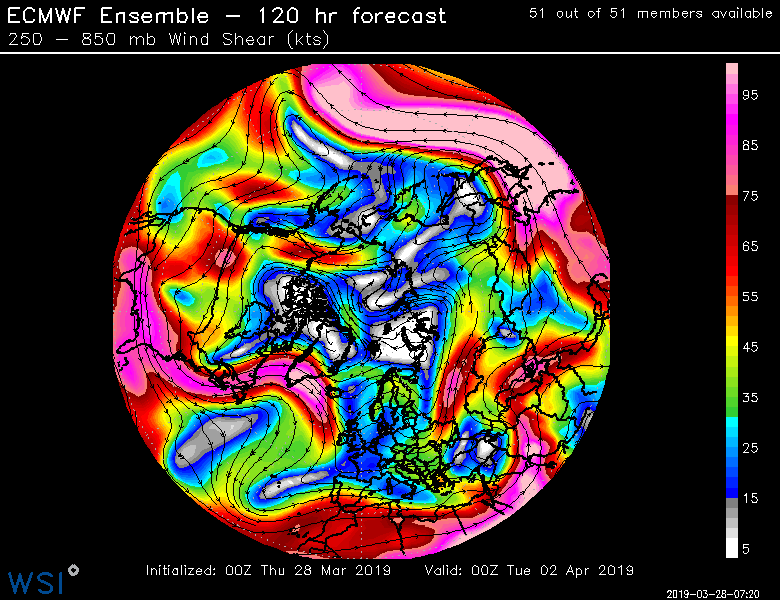 ECMWF Ensemble – 120 hr forecast
51 out of 51 members available
250 – 850 mb Wind Shear (kts)
95
85
75
65
55
45
35
25
15
5
Initialized: 00Z Thu 28 Mar 2019 Valid: 00Z Tue 02 Apr 2019
WSI
2019-03-28-07:20